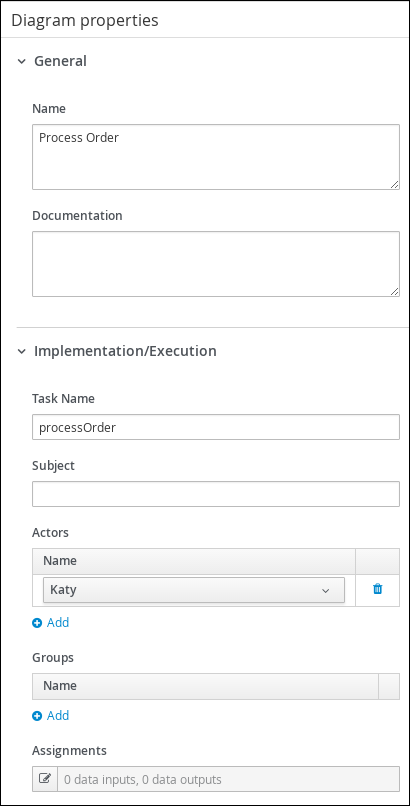 Diagram properties
General
Name
Process Order
Documentation
Implementation/Execution
Task Name
processOrder
Subject
Actors
Name
Katy
Add
Groups
Name
Add
Assignments
0 data inputs, 0 data outputs